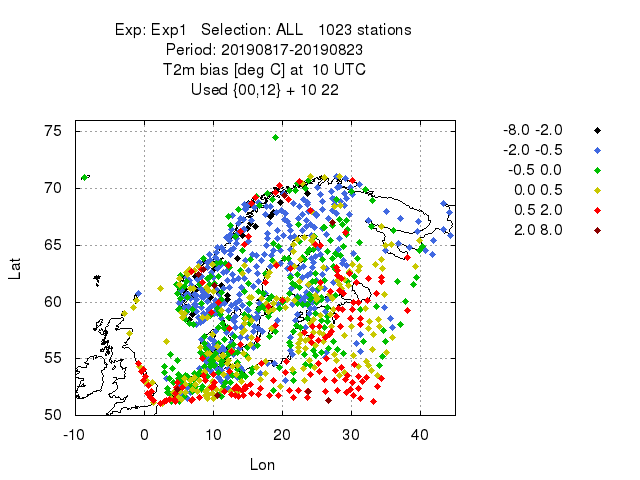 Exp: Exp1   Selection: ALL   1023 stations
Period: 20190817-20190823
T2m bias [deg C] at  10 UTC
Used {00,12} + 10 22
-8.0 -2.0
-2.0 -0.5
-0.5 0.0
0.0 0.5
0.5 2.0
2.0 8.0
75
70
65
60
55
50
Lat
-10 0 10 20 30 40
Lon